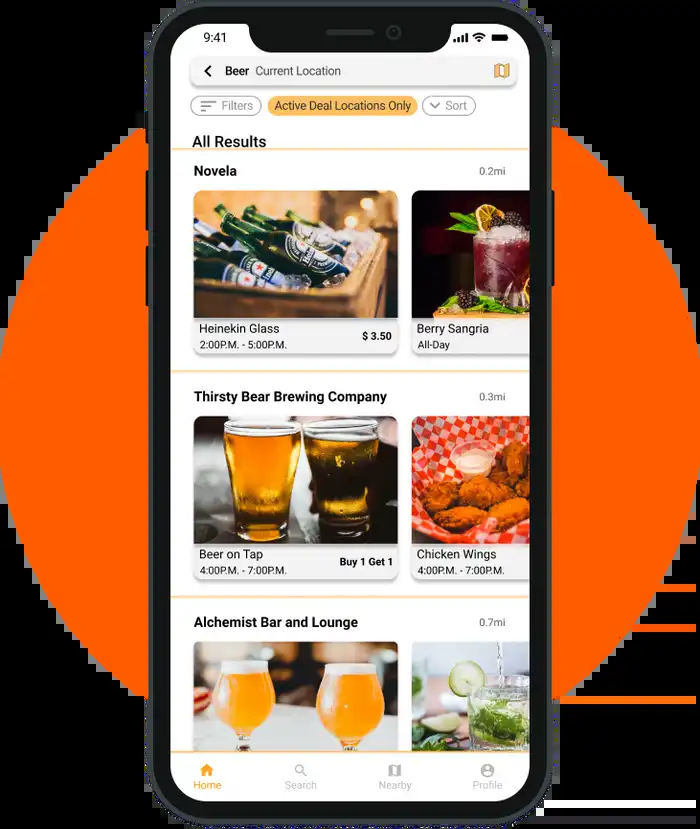 9:41
Beer Current Location
Filters
Active Deal Locations Only
Sort
All Results
Novela
0.2mi
Heinekin Glass
2:00P.M. - 5:00P.M.
$ 3.50
Berry Sangria
All-Day
Thirsty Bear Brewing Company
0.3mi
Beer on Tap
4:00P.M. - 7:00P.M.
Buy 1 Get 1
Chicken Wings
4:00P.M. - 7:00P.M.
Alchemist Bar and Lounge
0.7mi
Home
Search
Nearby
Profile